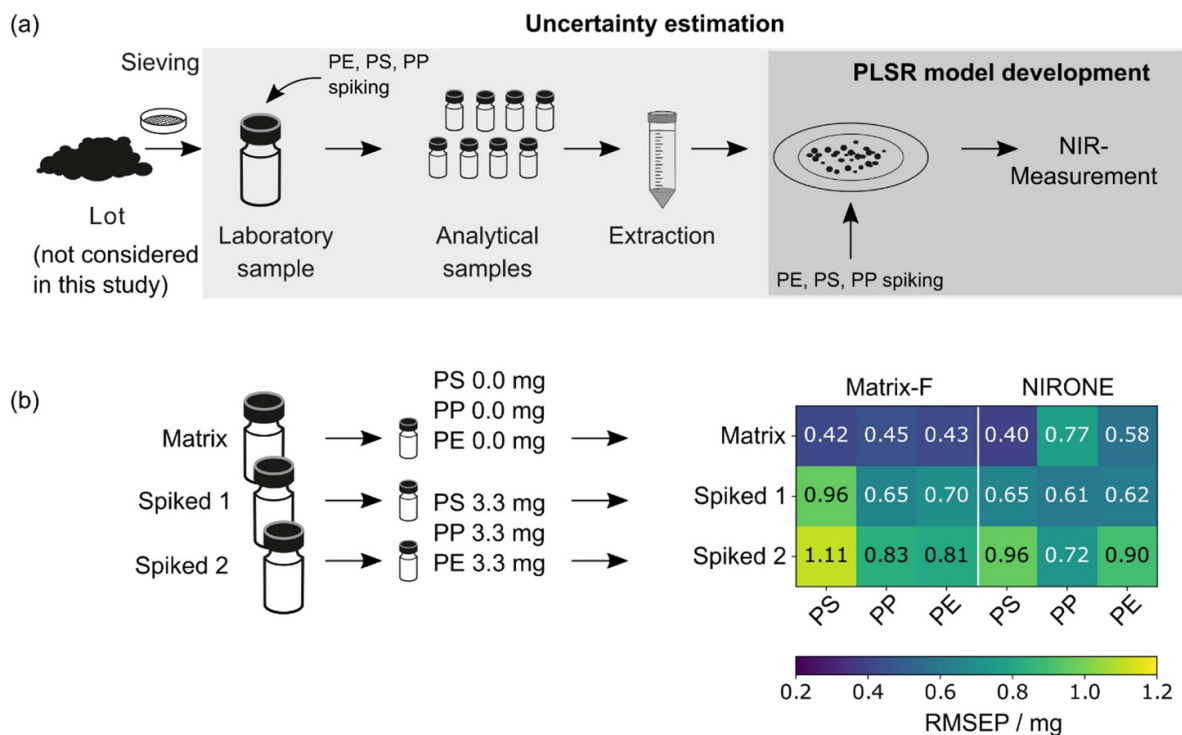 (a)
Uncertainty estimation
Sieving
PE, PS, PP
spiking
PLSR model development
NIR-
Measurement
Lot
(not considered
in this study)
Laboratory
sample
Analytical
samples
Extraction
PE, PS, PP spiking
(b)
Matrix
Spiked 1
Spiked 2
PS 0.0 mg
PP 0.0 mg
PE 0.0 mg
PS 3.3 mg
PP 3.3 mg
PE 3.3 mg
Matrix-F NIRONE
Matrix 0.42 0.45 0.43 0.40 0.77 0.58
Spiked 1 0.96 0.65 0.70 0.65 0.61 0.62
Spiked 2 1.11 0.83 0.81 0.96 0.72 0.90
PS PP PE PS PP PE
0.2 0.4 0.6 0.8 1.0 1.2
RMSEP / mg